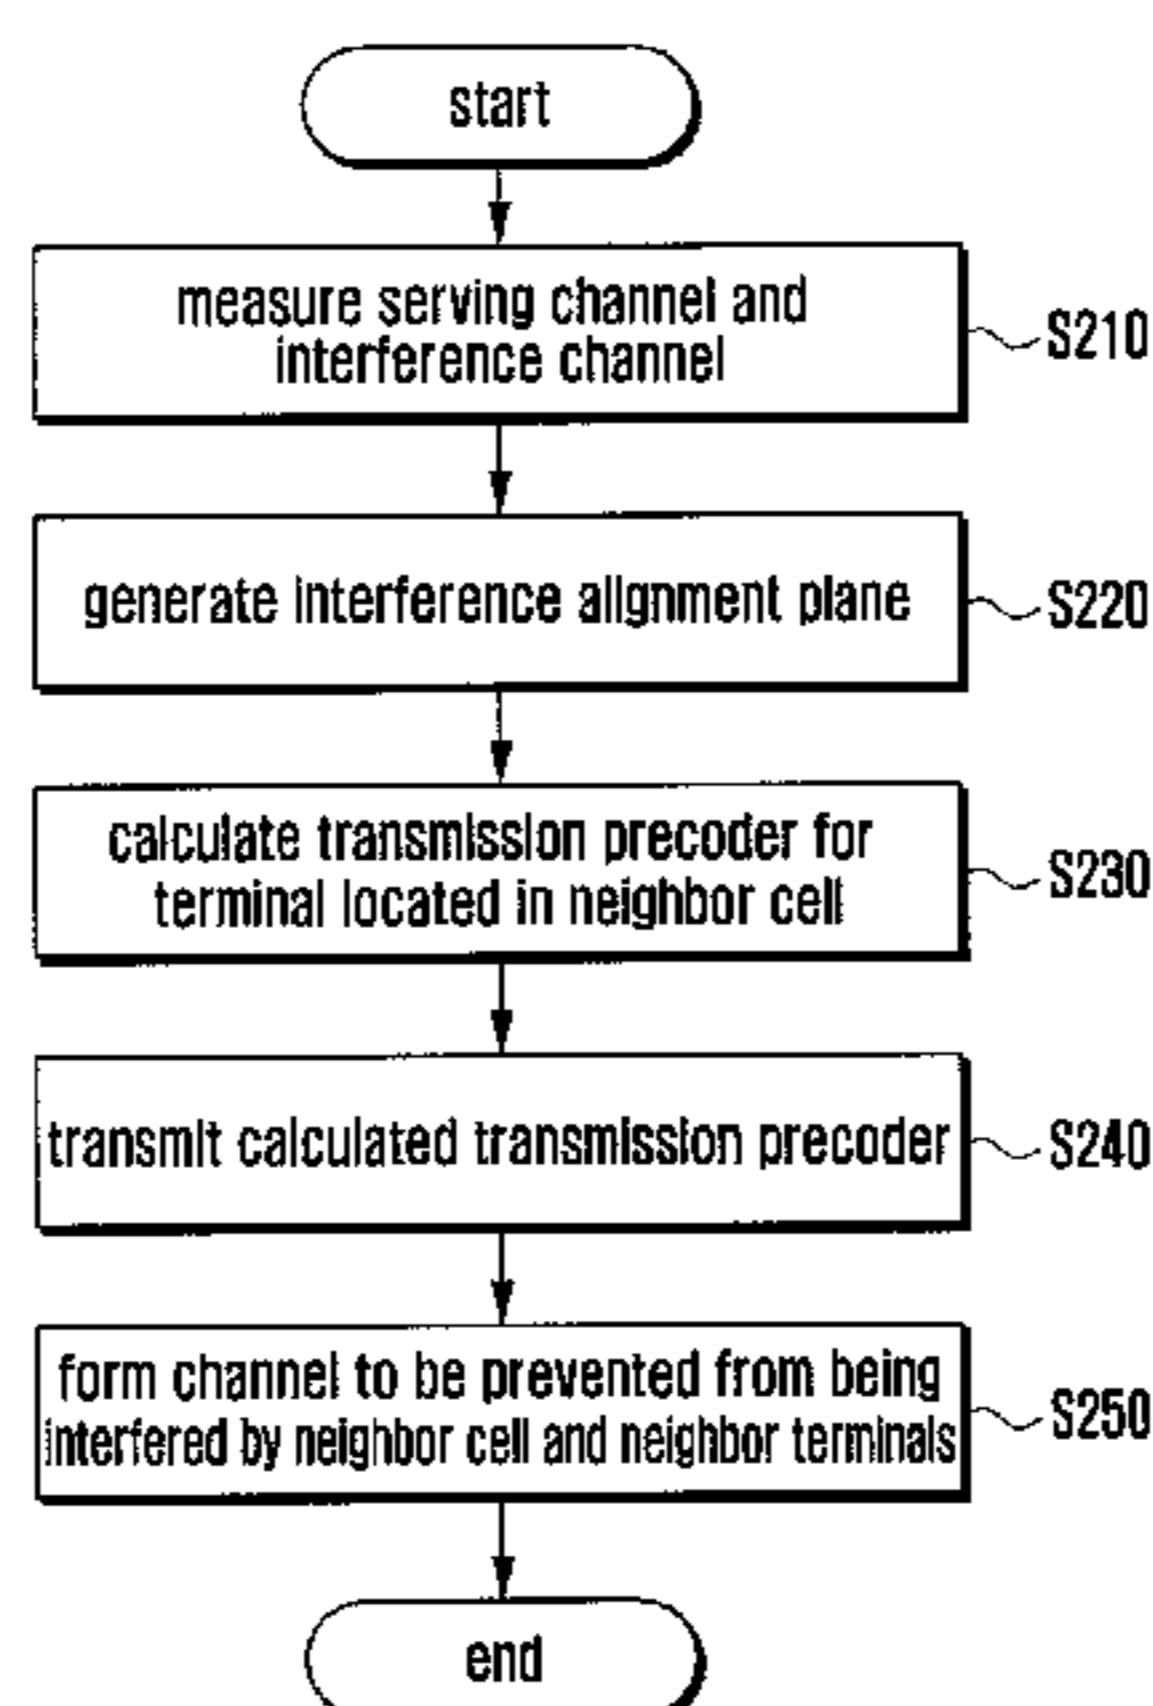 start
measure serving channel and
interference channel
S210
generate interference alignment plane
S220
calculate transmission precoder for
terminal located in neighbor cell
S230
transmit calculated transmission precoder
S240
form channel to be prevented from being
interfered by neighbor cell and neighbor terminals
S250
end